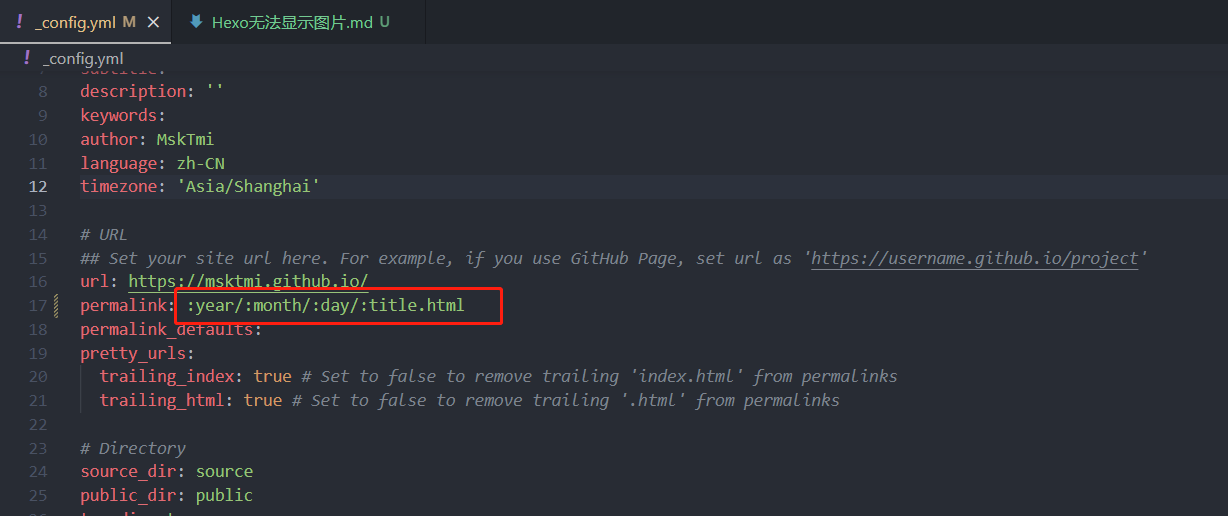 ! _config.yml M ×
Hexo无法显示图片.md U
! _config.yml
8 description: ''
9 keywords:
10 author: MskTmi
11 language: zh-CN
12 timezone: 'Asia/Shanghai'
13
14 # URL
15 ## Set your site url here. For example, if you use GitHub Page, set url as 'https://username.github.io/project'
16 url: https://msktmi.github.io/
17 permalink: :year/:month/:day/:title.html
18 permalink_defaults:
19 pretty_urls:
20 trailing_index: true # Set to false to remove trailing 'index.html' from permalinks
21 trailing_html: true # Set to false to remove trailing '.html' from permalinks
22
23 # Directory
24 source_dir: source
25 public_dir: public